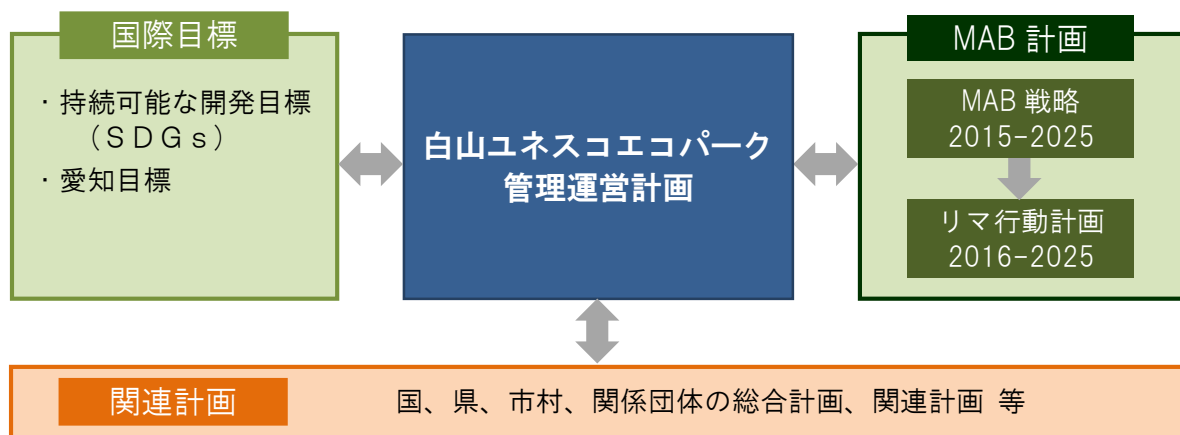 国際目標
・持続可能な開発目標
（ＳＤＧｓ）
・愛知目標
白山ユネスコエコパーク
管理運営計画
MAB 計画
MAB 戦略
2015-2025
リマ行動計画
2016-2025
関連計画
国、県、市村、関係団体の総合計画、関連計画 等